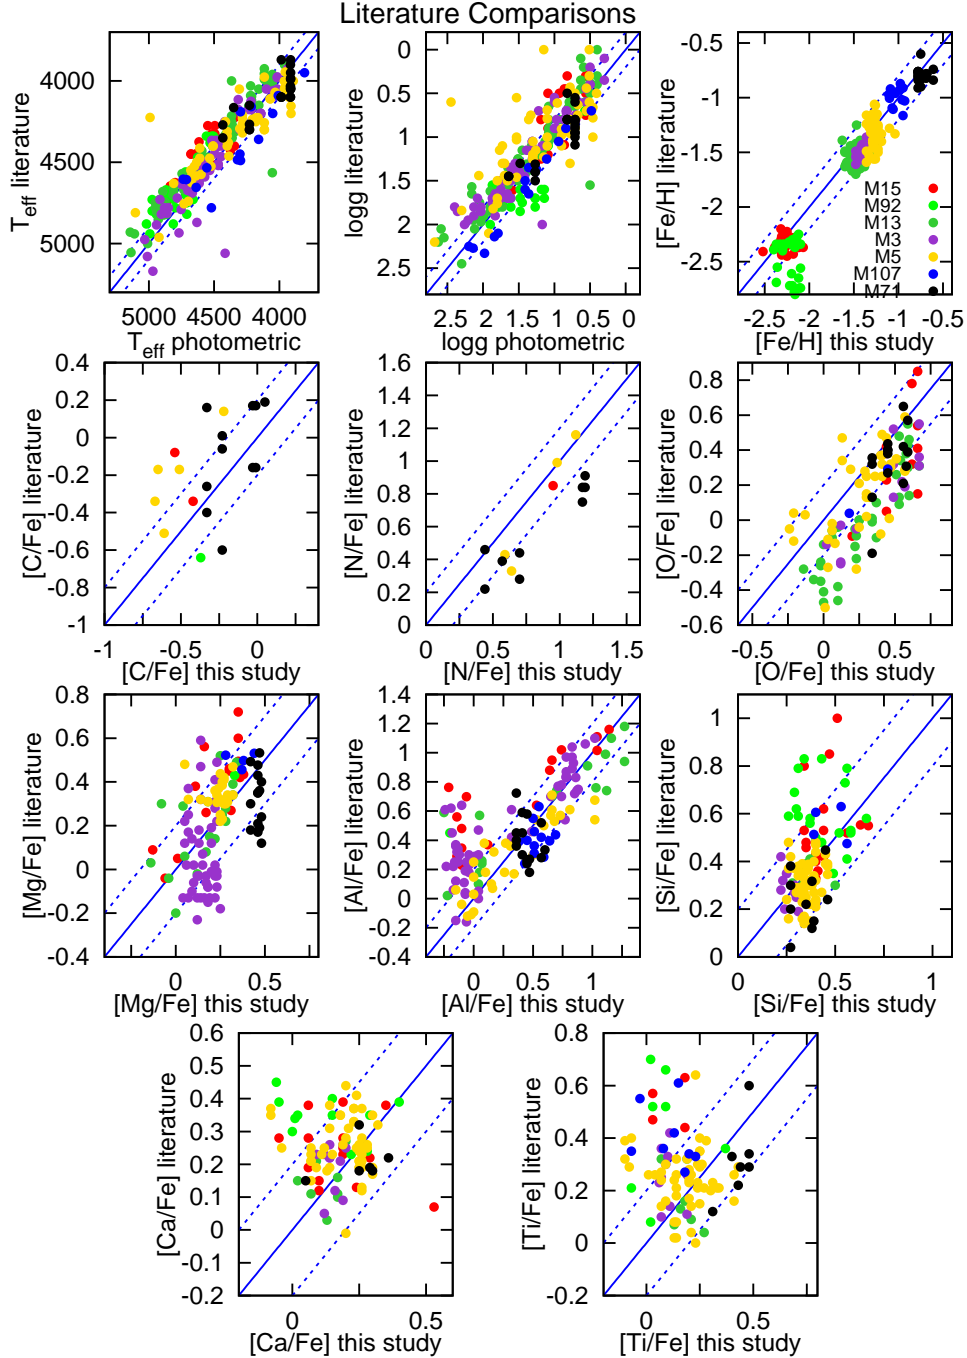 Literature Comparisons
T_eff literature
4000
4500
5000
5000 4500 4000
T_eff photometric
logg literature
0
0.5
1
1.5
2
2.5
2.5 2 1.5 1 0.5 0
logg photometric
[Fe/H] literature
-0.5
-1
-1.5
-2
-2.5
M15
M92
M13
M3
M5
M107
M71
-2.5 -2 -1.5 -1 -0.5
[Fe/H] this study
[C/Fe] literature
0.4
0.2
0
-0.2
-0.4
-0.6
-0.8
-1
-1 -0.5 0
[C/Fe] this study
[N/Fe] literature
1.6
1.4
1.2
1
0.8
0.6
0.4
0.2
0
0 0.5 1 1.5
[N/Fe] this study
[O/Fe] literature
0.8
0.6
0.4
0.2
0
-0.2
-0.4
-0.6
-0.5 0 0.5
[O/Fe] this study
[Mg/Fe] literature
0.8
0.6
0.4
0.2
0
-0.2
-0.4
0 0.5
[Mg/Fe] this study
[Al/Fe] literature
1.4
1.2
1
0.8
0.6
0.4
0.2
0
-0.2
-0.4
0 0.5 1
[Al/Fe] this study
[Si/Fe] literature
1
0.8
0.6
0.4
0.2
0
0 0.5 1
[Si/Fe] this study
[Ca/Fe] literature
0.6
0.5
0.4
0.3
0.2
0.1
0
-0.1
-0.2
0 0.5
[Ca/Fe] this study
[Ti/Fe] literature
0.8
0.6
0.4
0.2
0
-0.2
0 0.5
[Ti/Fe] this study